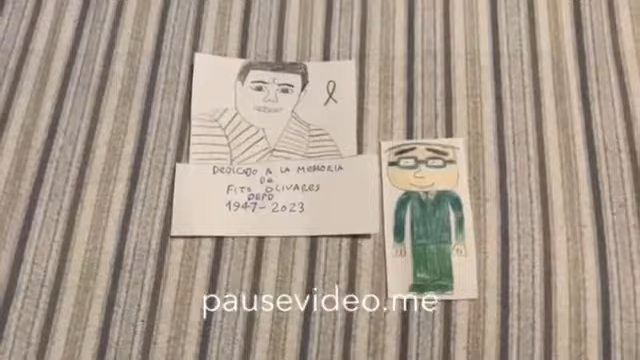 DEDICADO A LA MEMORIA
DE
FITO OLIVARES
DEPD
1947-2023
pausevideo.me